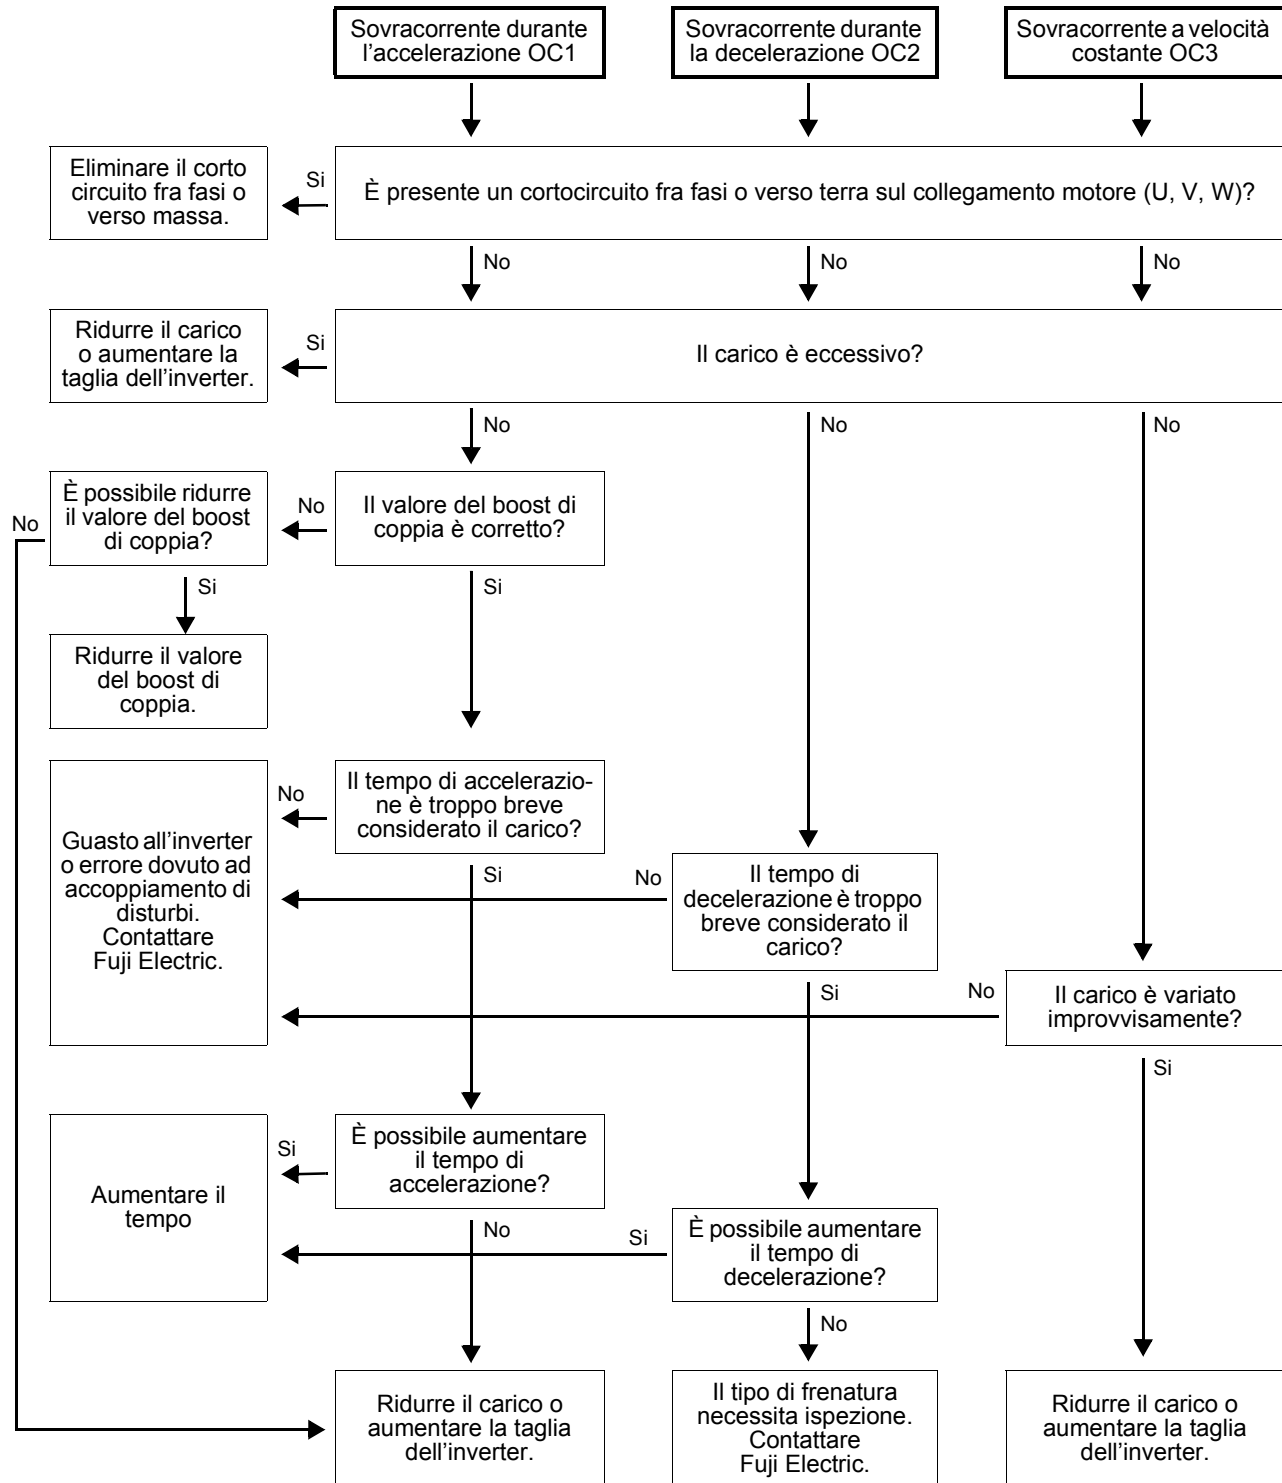 Sovracorrente durante
l'accelerazione OC1
Sovracorrente durante
la decelerazione OC2
Sovracorrente a velocità
costante OC3
Eliminare il corto
circuito fra fasi o
verso massa.
Si
È presente un cortocircuito fra fasi o verso terra sul collegamento motore (U, V, W)?
No
No
No
Ridurre il carico
o aumentare la
taglia dell'inverter.
Si
Il carico è eccessivo?
No
No
No
No
È possibile ridurre
il valore del boost
di coppia?
No
Il valore del boost di
coppia è corretto?
Si
Si
Ridurre il valore
del boost di
coppia.
Guasto all'inverter
o errore dovuto ad
accoppiamento di
disturbi.
Contattare
Fuji Electric.
No
Il tempo di accelerazio-
ne è troppo breve
considerato il carico?
Si
No
Il tempo di
decelerazione è troppo
breve considerato il
carico?
Si
No
Il carico è variato
improvvisamente?
Si
Aumentare il
tempo
Si
È possibile aumentare
il tempo di
accelerazione?
No
Si
È possibile aumentare
il tempo di
decelerazione?
No
Ridurre il carico o
aumentare la taglia
dell'inverter.
Il tipo di frenatura
necessita ispezione.
Contattare
Fuji Electric.
Ridurre il carico o
aumentare la taglia
dell'inverter.